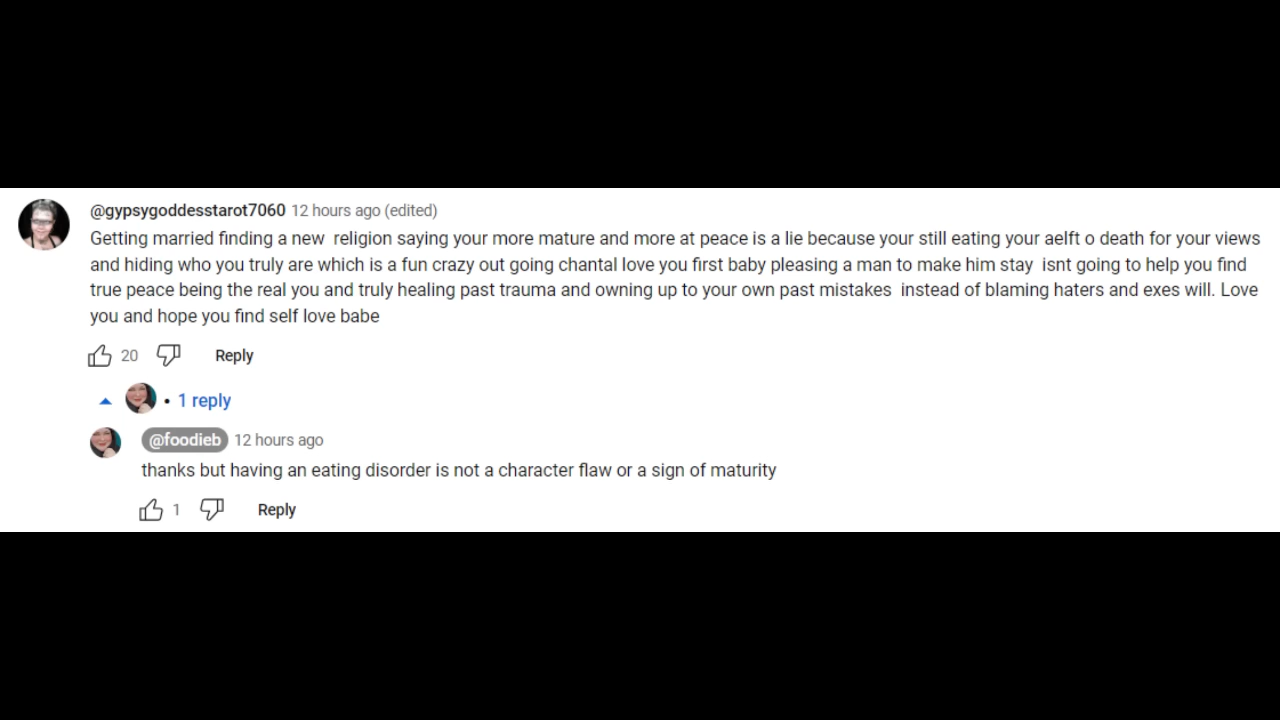 @gypsygoddesstarot7060 12 hours ago (edited)
Getting married finding a new  religion saying your more mature and more at peace is a lie because your still eating your aelft o death for your views
and hiding who you truly are which is a fun crazy out going chantal love you first baby pleasing a man to make him stay  isnt going to help you find
true peace being the real you and truly healing past trauma and owning up to your own past mistakes  instead of blaming haters and exes will. Love
you and hope you find self love babe
20 Reply
• 1 reply
@foodieb 12 hours ago
thanks but having an eating disorder is not a character flaw or a sign of maturity
1 Reply